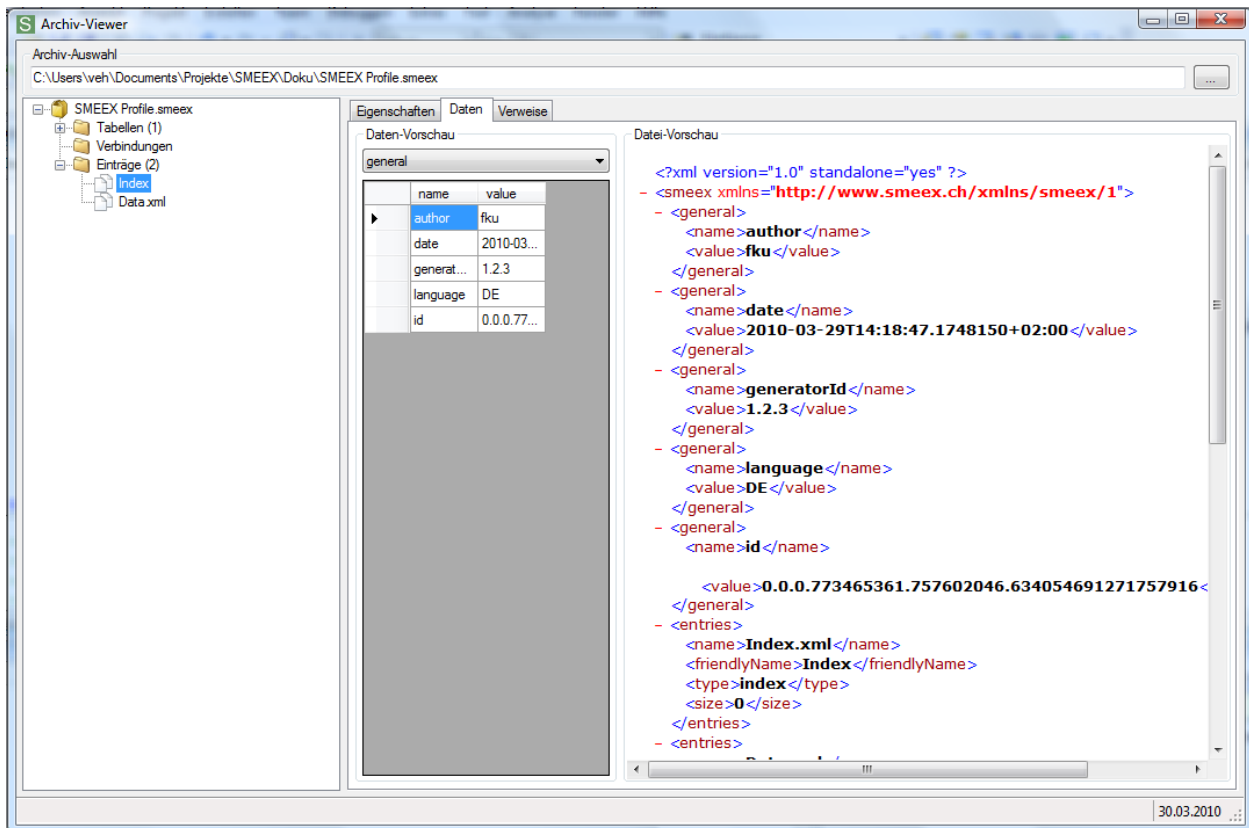 S Archiv-Viewer
Archiv-Auswahl
C:\Users\veh\Documents\Projekte\SMEEX\Doku\SMEEX Profile.smeex
...
SMEEX Profile.smeex
Tabellen (1)
Verbindungen
Einträge (2)
Index
Data.xml
Eigenschaften Daten Verweise
Daten-Vorschau
general
name value
author fku
date 2010-03...
generat... 1.2.3
language DE
id 0.0.0.77...
Datei-Vorschau
<?xml version="1.0" standalone="yes" ?>
- <smeex xmlns="http://www.smeex.ch/xmlns/smeex/1">
- <general>
<name>author</name>
<value>fku</value>
</general>
- <general>
<name>date</name>
<value>2010-03-29T14:18:47.1748150+02:00</value>
</general>
- <general>
<name>generatorId</name>
<value>1.2.3</value>
</general>
- <general>
<name>language</name>
<value>DE</value>
</general>
- <general>
<name>id</name>
<value>0.0.0.773465361.757602046.634054691271757916<
</general>
- <entries>
<name>Index.xml</name>
<friendlyName>Index</friendlyName>
<type>index</type>
<size>0</size>
</entries>
- <entries>
30.03.2010